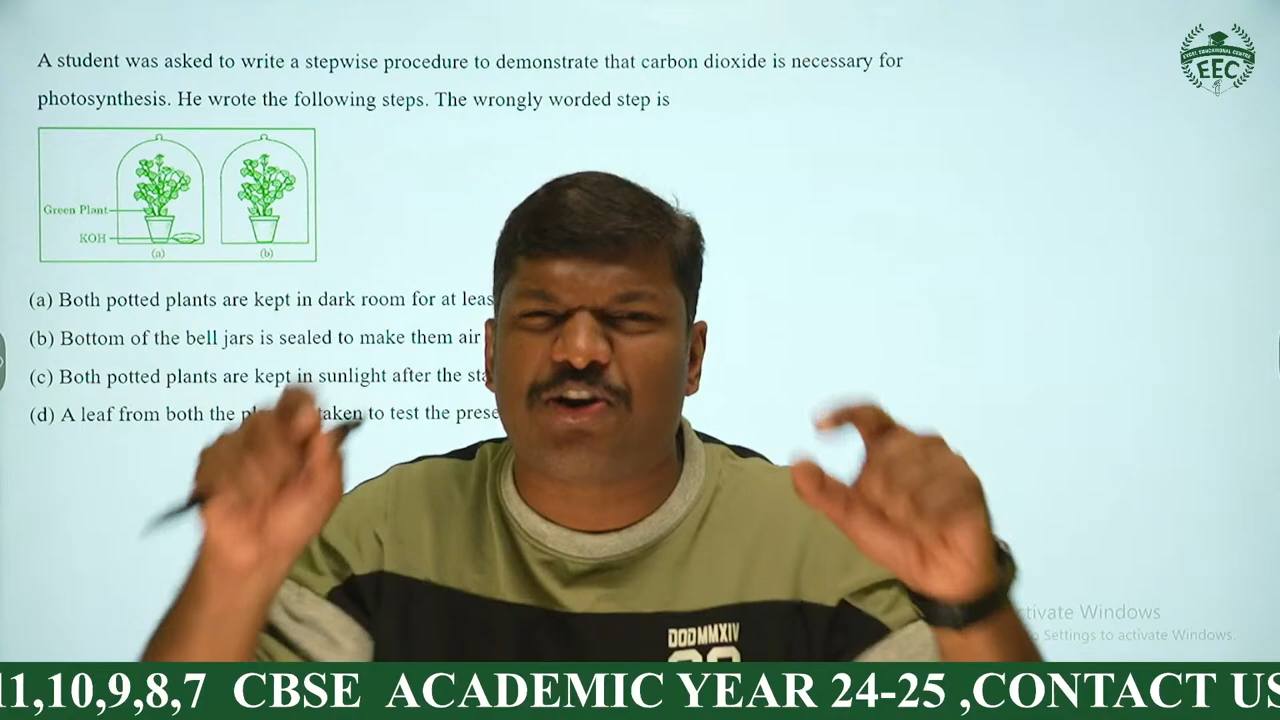 A student was asked to write a stepwise procedure to demonstrate that carbon dioxide is necessary for
photosynthesis. He wrote the following steps. The wrongly worded step is
Green Plant
KOH
(a)
(b)
(a) Both potted plants are kept in dark room for at
(b) Bottom of the bell jars is sealed to make them air
(c) Both potted plants are kept in sunlight after the
(d) A leaf from both the taken to test the
EEC
DODMMXIV
Activate Windows
Settings to activate Windows.
11,10,9,8,7 CBSE ACADEMIC YEAR 24-25 ,CONTACT US